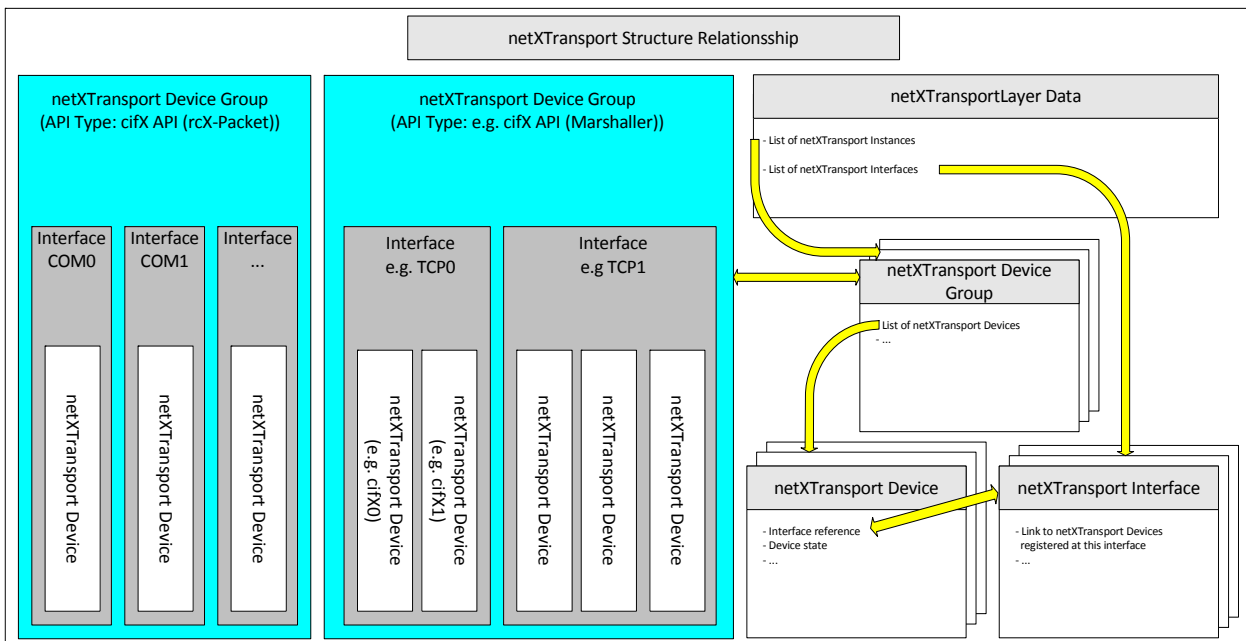 netXTransport Structure Relationsship
netXTransport Device Group
(API Type: cifX API (rcX-Packet))
Interface
COM0
netXTransport Device
Interface
COM1
netXTransport Device
Interface
...
netXTransport Device
netXTransport Device Group
(API Type: e.g. cifX API (Marshaller))
Interface
e.g. TCP0
netXTransport Device
(e.g. cifX0)
netXTransport Device
(e.g. cifX1)
Interface
e.g TCP1
netXTransport Device
netXTransport Device
netXTransport Device
netXTransportLayer Data
- List of netXTransport Instances
- List of netXTransport Interfaces
netXTransport Device
Group
- List of netXTransport Devices
- ...
netXTransport Device
- Interface reference
- Device state
- ...
netXTransport Interface
- Link to netXTransport Devices
registered at this interface
- ...